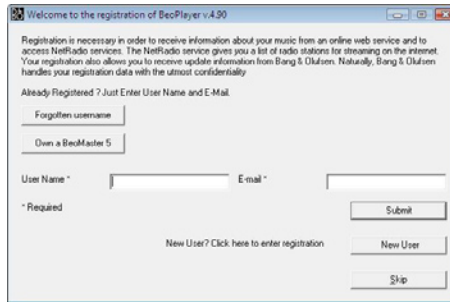 Welcome to the registration of BeoPlayer v.4.90
Registration is necessary in order to receive information about your music from an online web service and to
access NetRadio services. The NetRadio service gives you a list of radio stations for streaming on the internet.
Your registration also allows you to receive update information from Bang & Olufsen. Naturally, Bang & Olufsen
handles your registration data with the utmost confidentiality
Already Registered ? Just Enter User Name and E-Mail.
Forgotten username
Own a BeoMaster 5
User Name * E-mail *
* Required
Submit
New User? Click here to enter registration New User
Skip